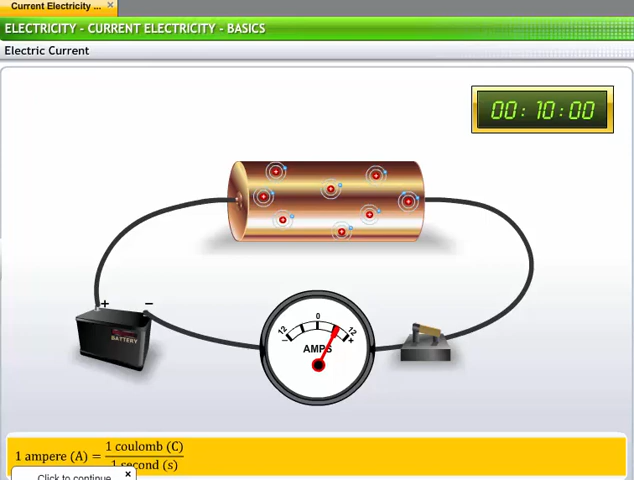 Current Electricity ... ×
ELECTRICITY - CURRENT ELECTRICITY - BASICS
Electric Current
00:10:00
+ −
BATTERY
12 0 12
− +
AMPS
1 ampere (A) = 1 coulomb (C) / 1 second (s)
Click to continue ×